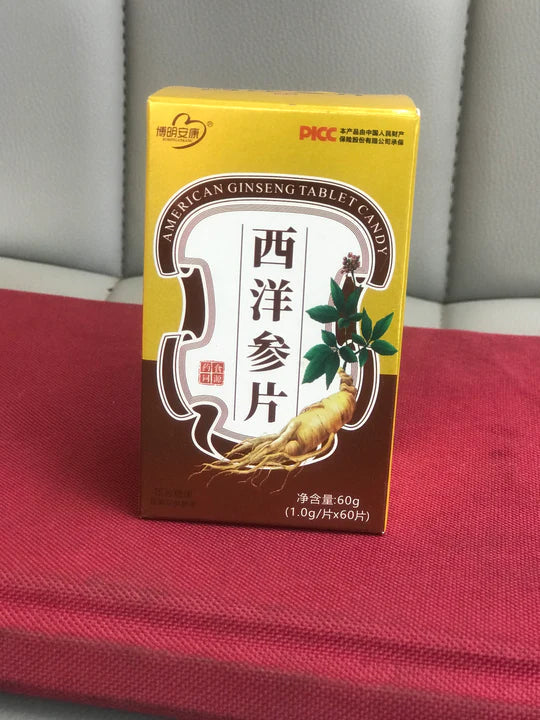 博明安康®
PICC 本产品由中国人民财产
保险股份有限公司承保
AMERICAN GINSENG TABLET CANDY
西洋参片
食源
药同
净含量:60g
(1.0g/片x60片)